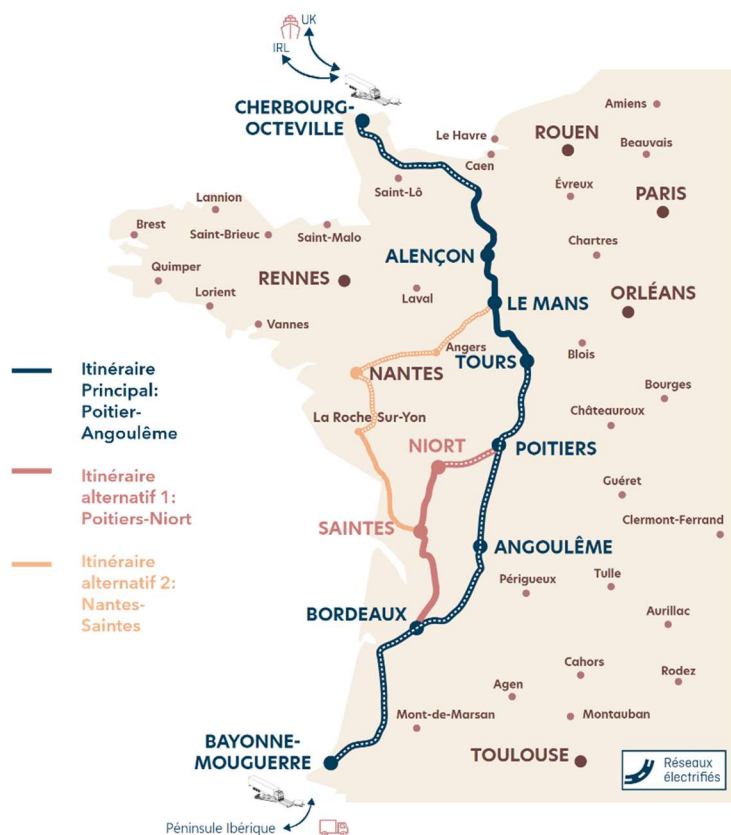 UK
IRL
CHERBOURG-
OCTEVILLE
Amiens
Le Havre
ROUEN
Beauvais
Caen
Saint-Lô
Évreux
PARIS
Lannion
Brest
Saint-Brieuc
Saint-Malo
Chartres
ALENÇON
Quimper
RENNES
Laval
ORLÉANS
Lorient
LE MANS
Vannes
Angers
Blois
TOURS
NANTES
Bourges
Châteauroux
La Roche Sur-Yon
NIORT
POITIERS
Guéret
Clermont-Ferrand
SAINTES
ANGOULÊME
Périgueux
Tulle
BORDEAUX
Aurillac
Cahors
Rodez
Agen
Mont-de-Marsan
Montauban
BAYONNE-
MOUGUERRE
TOULOUSE
Péninsule Ibérique
Itinéraire
Principal:
Poitier-
Angoulême
Itinéraire
alternatif 1:
Poitiers-Niort
Itinéraire
alternatif 2:
Nantes-
Saintes
Réseaux
électrifiés